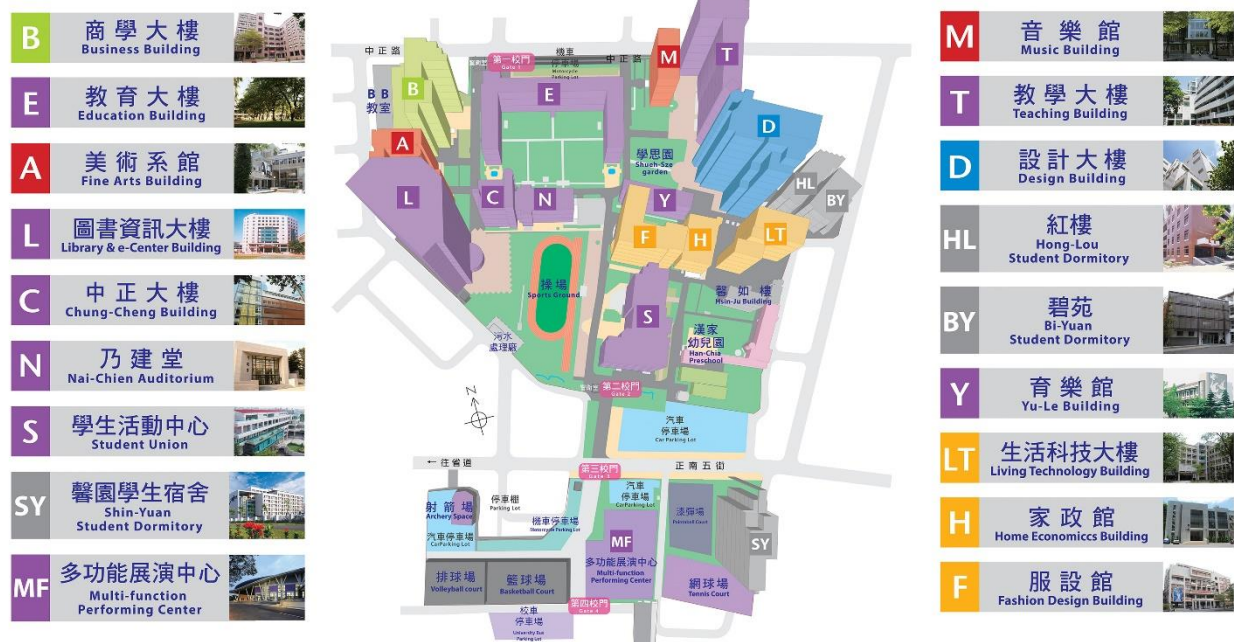 B
商學大樓
Business Building
E
教育大樓
Education Building
A
美術系館
Fine Arts Building
L
圖書資訊大樓
Library & e-Center Building
C
中正大樓
Chung-Cheng Building
N
乃建堂
Nai-Chien Auditorium
S
學生活動中心
Student Union
SY
馨園學生宿舍
Shin-Yuan
Student Dormitory
MF
多功能展演中心
Multi-function
Performing Center
中正路
第一校門
Gate 1
機車
停車場
Motorcycle
Parking Lot
中正路
M
T
BB
教室
B
E
D
A
學思園
Shueh-Sze
garden
L
C
N
Y
HL
BY
F
H
LT
操場
Sports Ground
馨如樓
Hsin-Ju Building
S
漢家
幼兒園
Han-Chia
Preschool
污水
處理廠
N
第二校門
Gate 2
汽車
停車場
Car Parking Lot
←往省道
正南五街
第三校門
Gate 3
射箭場
Archery Space
停車棚
Parking Lot
汽車
停車場
CarParking Lot
機車停車場
Motorcycle Parking Lot
漆彈場
Paintball Court
汽車停車場
CarParking Lot
MF
SY
多功能展演中心
Multi-function
Performing Center
排球場
Volleyball court
籃球場
Basketball Court
網球場
Tennis Court
第四校門
Gate 4
校車
停車場
University Bus
Parking Lot
M
音樂館
Music Building
T
教學大樓
Teaching Building
D
設計大樓
Design Building
HL
紅樓
Hong-Lou
Student Dormitory
BY
碧苑
Bi-Yuan
Student Dormitory
Y
育樂館
Yu-Le Building
LT
生活科技大樓
Living Technology Building
H
家政館
Home Economiccs Building
F
服設館
Fashion Design Building